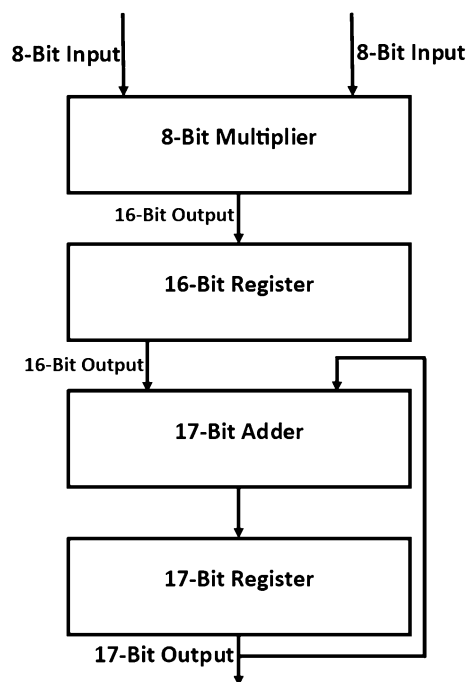 8-Bit Input
8-Bit Input
8-Bit Multiplier
16-Bit Output
16-Bit Register
16-Bit Output
17-Bit Adder
17-Bit Register
17-Bit Output